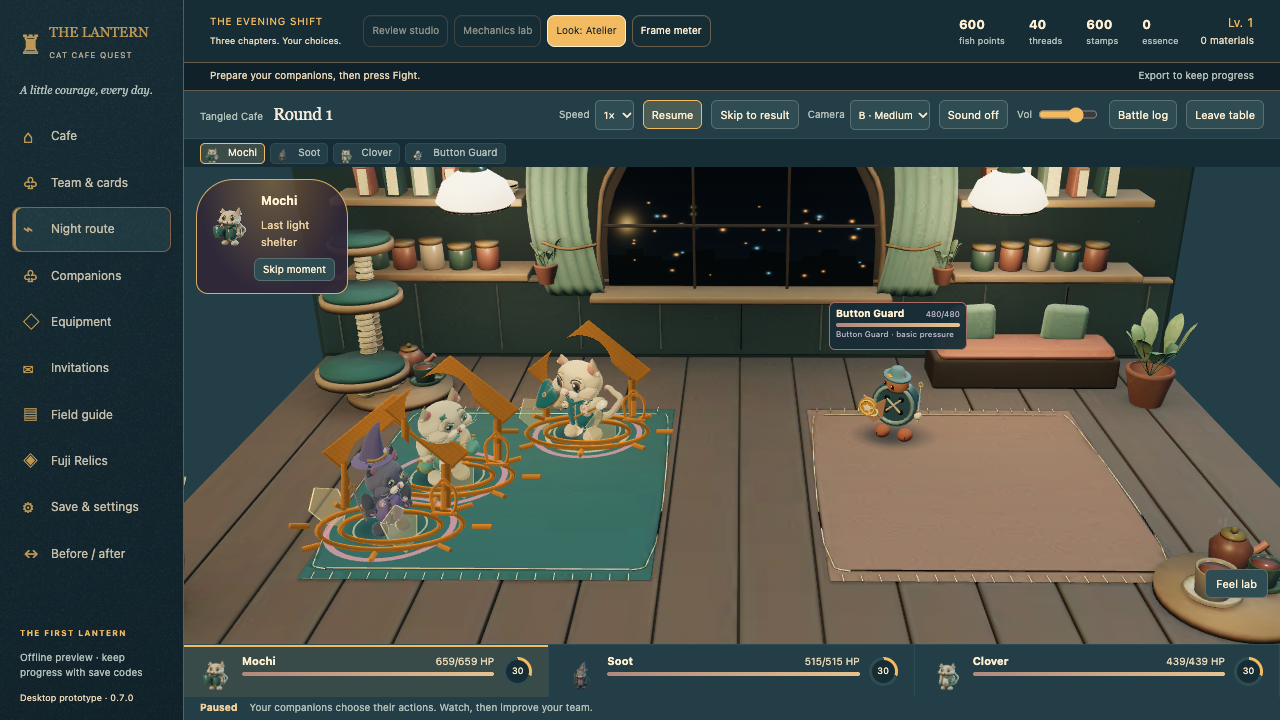 THE LANTERN
CAT CAFE QUEST
A little courage, every day.
Cafe
Team & cards
Night route
Companions
Equipment
Invitations
Field guide
Fuji Relics
Save & settings
Before / after
THE FIRST LANTERN
Offline preview · keep
progress with save codes
Desktop prototype · 0.7.0
THE EVENING SHIFT
Three chapters. Your choices.
Review studio
Mechanics lab
Look: Atelier
Frame meter
600
fish points
40
threads
600
stamps
0
essence
Lv. 1
0 materials
Prepare your companions, then press Fight.
Export to keep progress
Tangled Cafe Round 1
Speed 1x
Resume
Skip to result
Camera B · Medium
Sound off
Vol
Battle log
Leave table
Mochi
Soot
Clover
Button Guard
Mochi
Last light
shelter
Skip moment
Button Guard 480/480
Button Guard · basic pressure
Feel lab
Mochi 659/659 HP 30
Soot 515/515 HP 30
Clover 439/439 HP 30
Paused Your companions choose their actions. Watch, then improve your team.